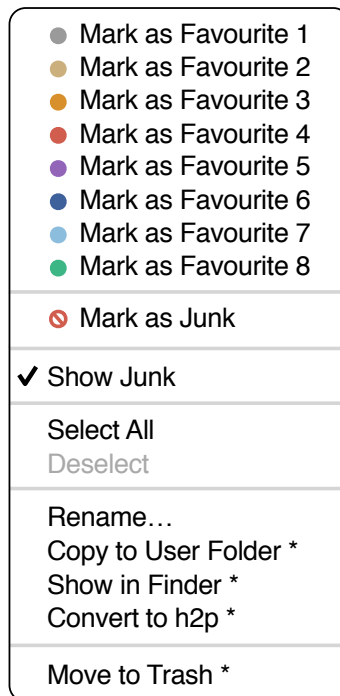 Mark as Favourite 1
Mark as Favourite 2
Mark as Favourite 3
Mark as Favourite 4
Mark as Favourite 5
Mark as Favourite 6
Mark as Favourite 7
Mark as Favourite 8
Mark as Junk
Show Junk
Select All
Deselect
Rename…
Copy to User Folder *
Show in Finder *
Convert to h2p *
Move to Trash *